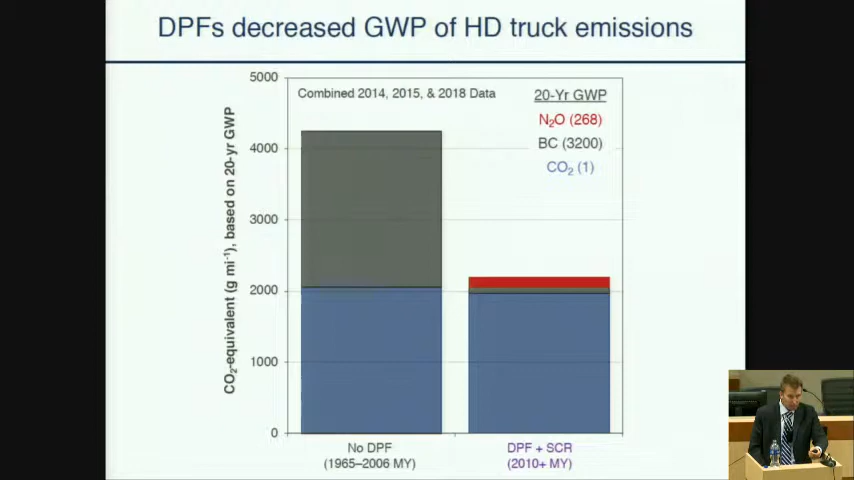 DPFs decreased GWP of HD truck emissions
Combined 2014, 2015, & 2018 Data
20-Yr GWP
N₂O (268)
BC (3200)
CO₂ (1)
CO₂-equivalent (g mi⁻¹), based on 20-yr GWP
5000
4000
3000
2000
1000
0
No DPF
(1965–2006 MY)
DPF + SCR
(2010+ MY)